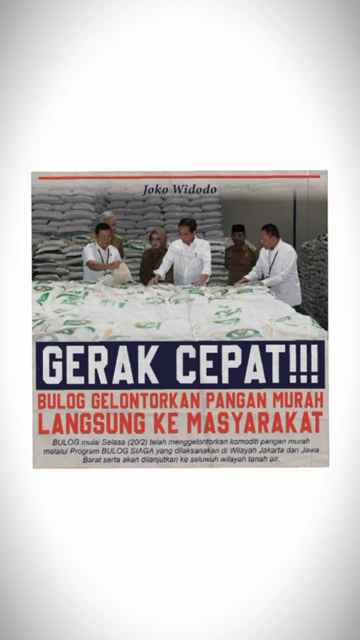 Joko Widodo
GERAK CEPAT!!!
BULOG GELONTORKAN PANGAN MURAH
LANGSUNG KE MASYARAKAT
BULOG mulai Selasa (20/2) telah menggelontorkan komoditi pangan murah
melalui Program BULOG SIAGA yang dilaksanakan di Wilayah Jakarta dan Jawa
Barat serta akan dilanjutkan ke seluwuh wilayah tanah air.